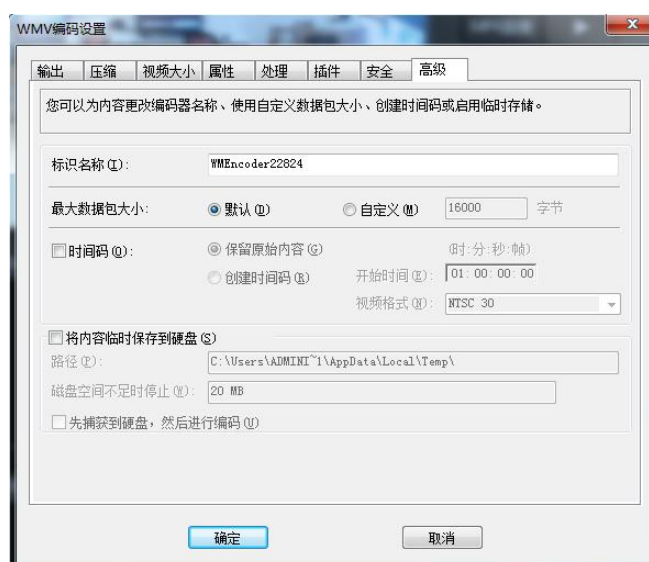 WMV编码设置
输出 压缩 视频大小 属性 处理 插件 安全 高级
您可以为内容更改编码器名称、使用自定义数据包大小、创建时间码或启用临时存储。
标识名称(I): WMEncoder22824
最大数据包大小: 默认(D) 自定义(M) 16000 字节
时间码(O): 保留原始内容(G) (时:分:秒:帧)
创建时间码(R) 开始时间(E): 01:00:00:00
视频格式(N): NTSC 30
将内容临时保存到硬盘(S)
路径(P): C:\Users\ADMINI~1\AppData\Local\Temp\
磁盘空间不足时停止(W): 20 MB
先捕获到硬盘，然后进行编码(U)
确定 取消